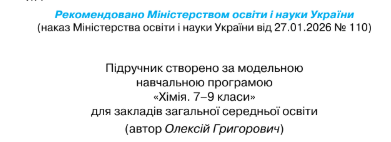 Рекомендовано Міністерством освіти і науки України
(наказ Міністерства освіти і науки України від 27.01.2026 № 110)
Підручник створено за модельною
навчальною програмою
«Хімія. 7–9 класи»
для закладів загальної середньої освіти
(автор Олексій Григорович)